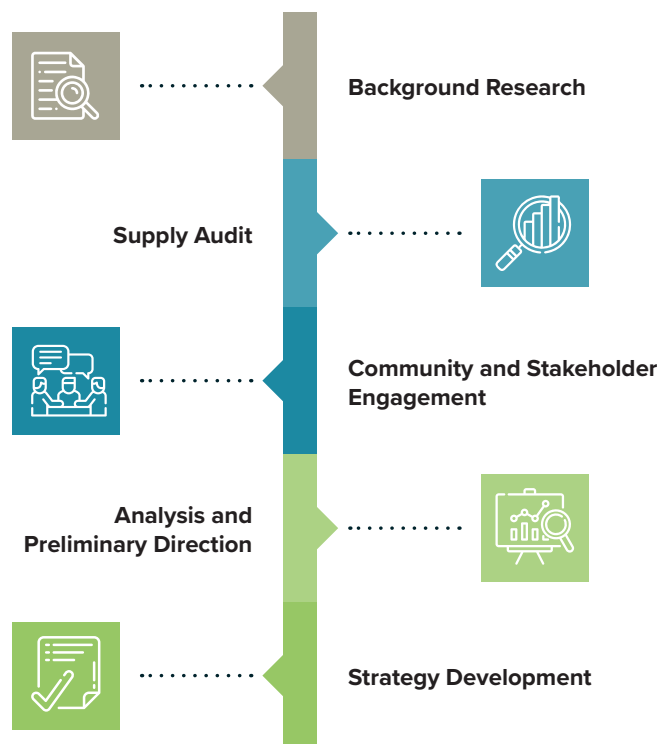 Background Research
Supply Audit
Community and Stakeholder
Engagement
Analysis and
Preliminary Direction
Strategy Development